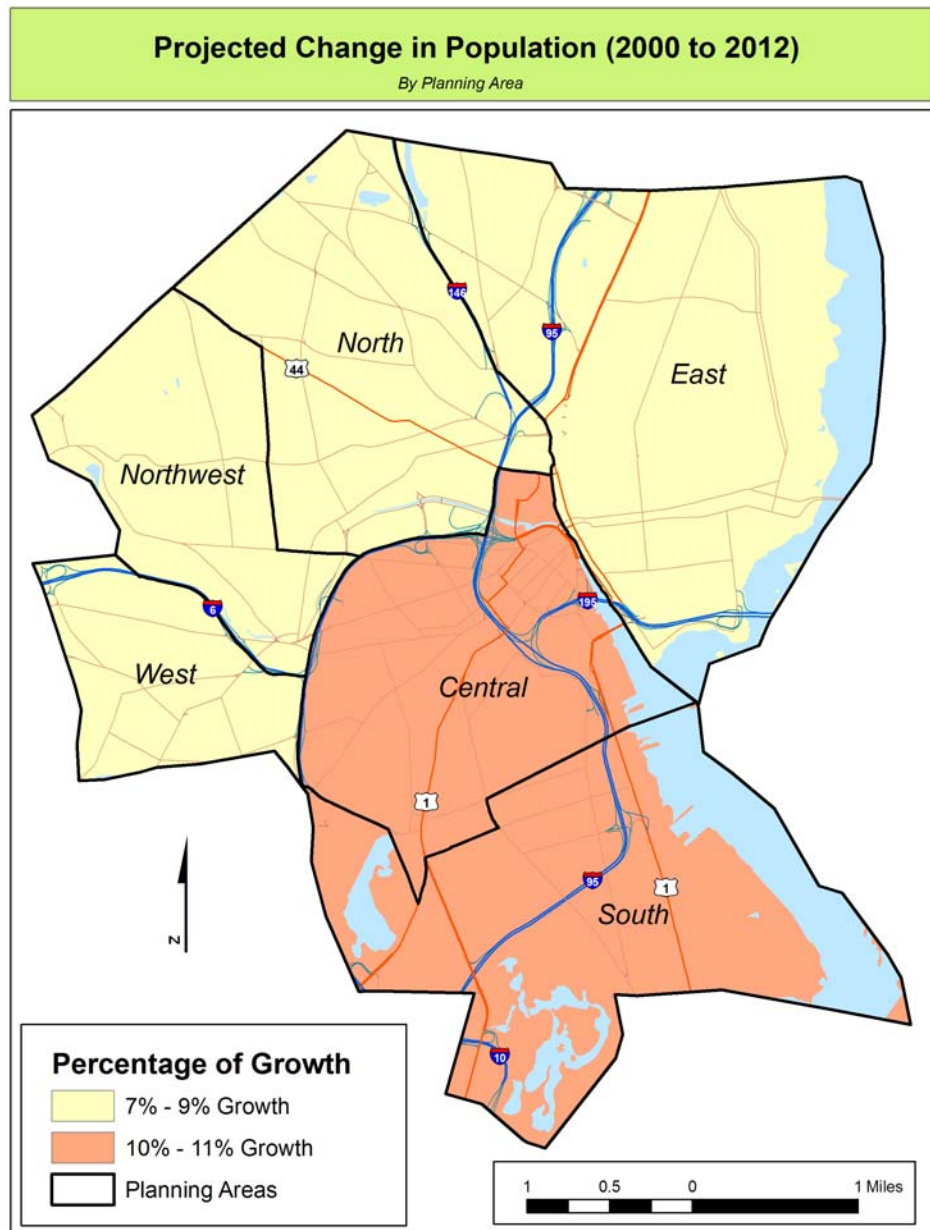 Projected Change in Population (2000 to 2012)
By Planning Area
146
North
95
44
East
Northwest
6
195
West
Central
1
95
1
South
N
10
Percentage of Growth
7% - 9% Growth
10% - 11% Growth
Planning Areas
1 0.5 0 1 Miles